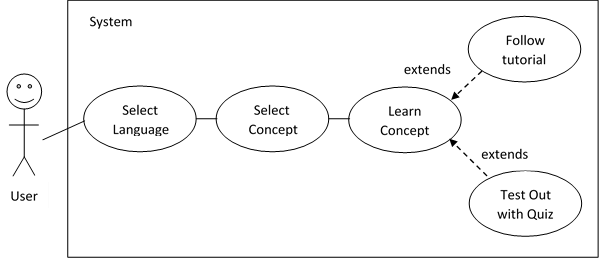 System
User
Select
Language
Select
Concept
Learn
Concept
extends
Follow
tutorial
extends
Test Out
with Quiz